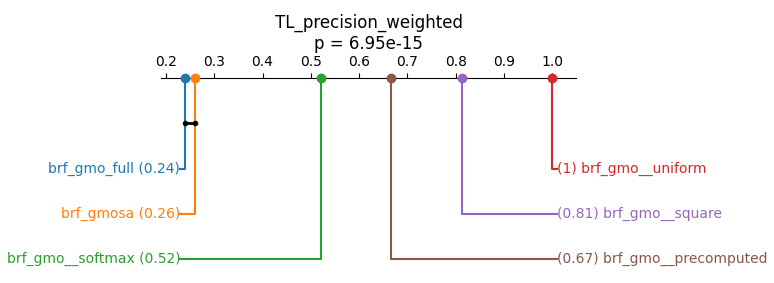 TL_precision_weighted
p = 6.95e-15
0.2 0.3 0.4 0.5 0.6 0.7 0.8 0.9 1.0
brf_gmo_full (0.24) (1) brf_gmo__uniform
brf_gmosa (0.26) (0.81) brf_gmo__square
brf_gmo__softmax (0.52) (0.67) brf_gmo__precomputed